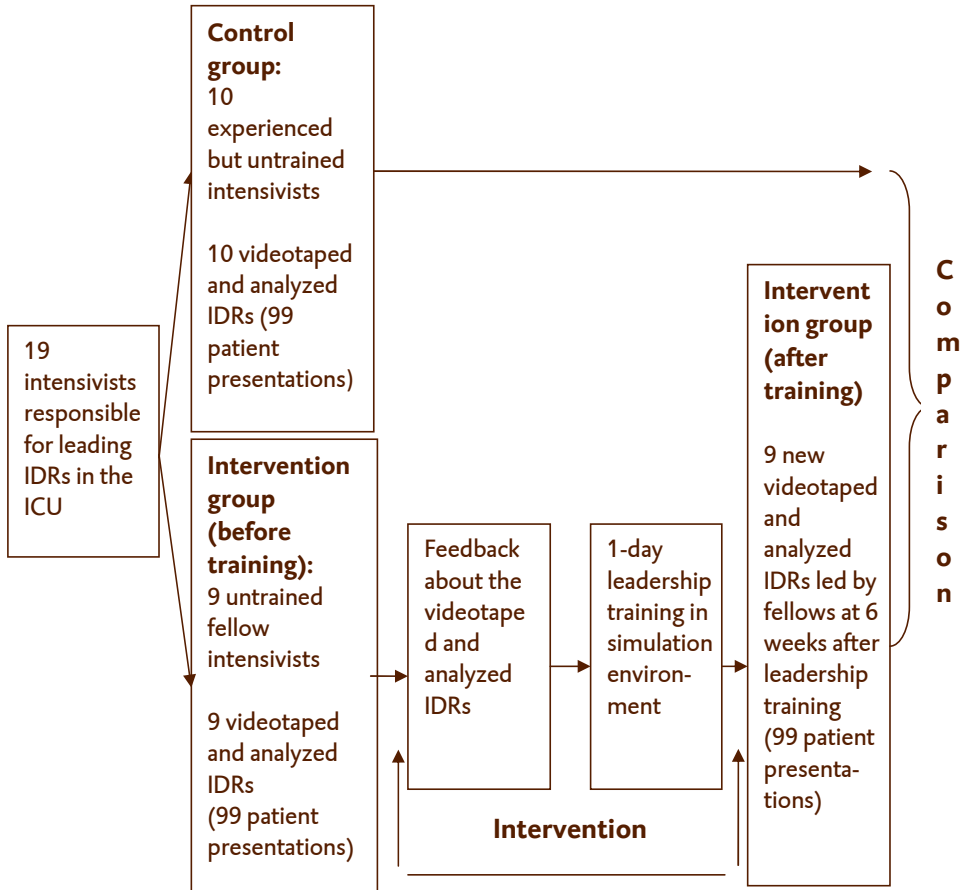 19
intensivists
responsible
for leading
IDRs in the
ICU
Control
group:
10
experienced
but untrained
intensivists
10 videotaped
and analyzed
IDRs (99
patient
presentations)
Intervention
group
(before
training):
9 untrained
fellow
intensivists
9 videotaped
and analyzed
IDRs
(99 patient
presentations)
Feedback
about the
videotape
d and
analyzed
IDRs
1-day
leadership
training in
simulation
environ-
ment
Intervention
Intervent
ion group
(after
training)
9 new
videotaped
and
analyzed
IDRs led by
fellows at 6
weeks after
leadership
training
(99 patient
presenta-
tions)
C
o
m
p
a
r
i
s
o
n